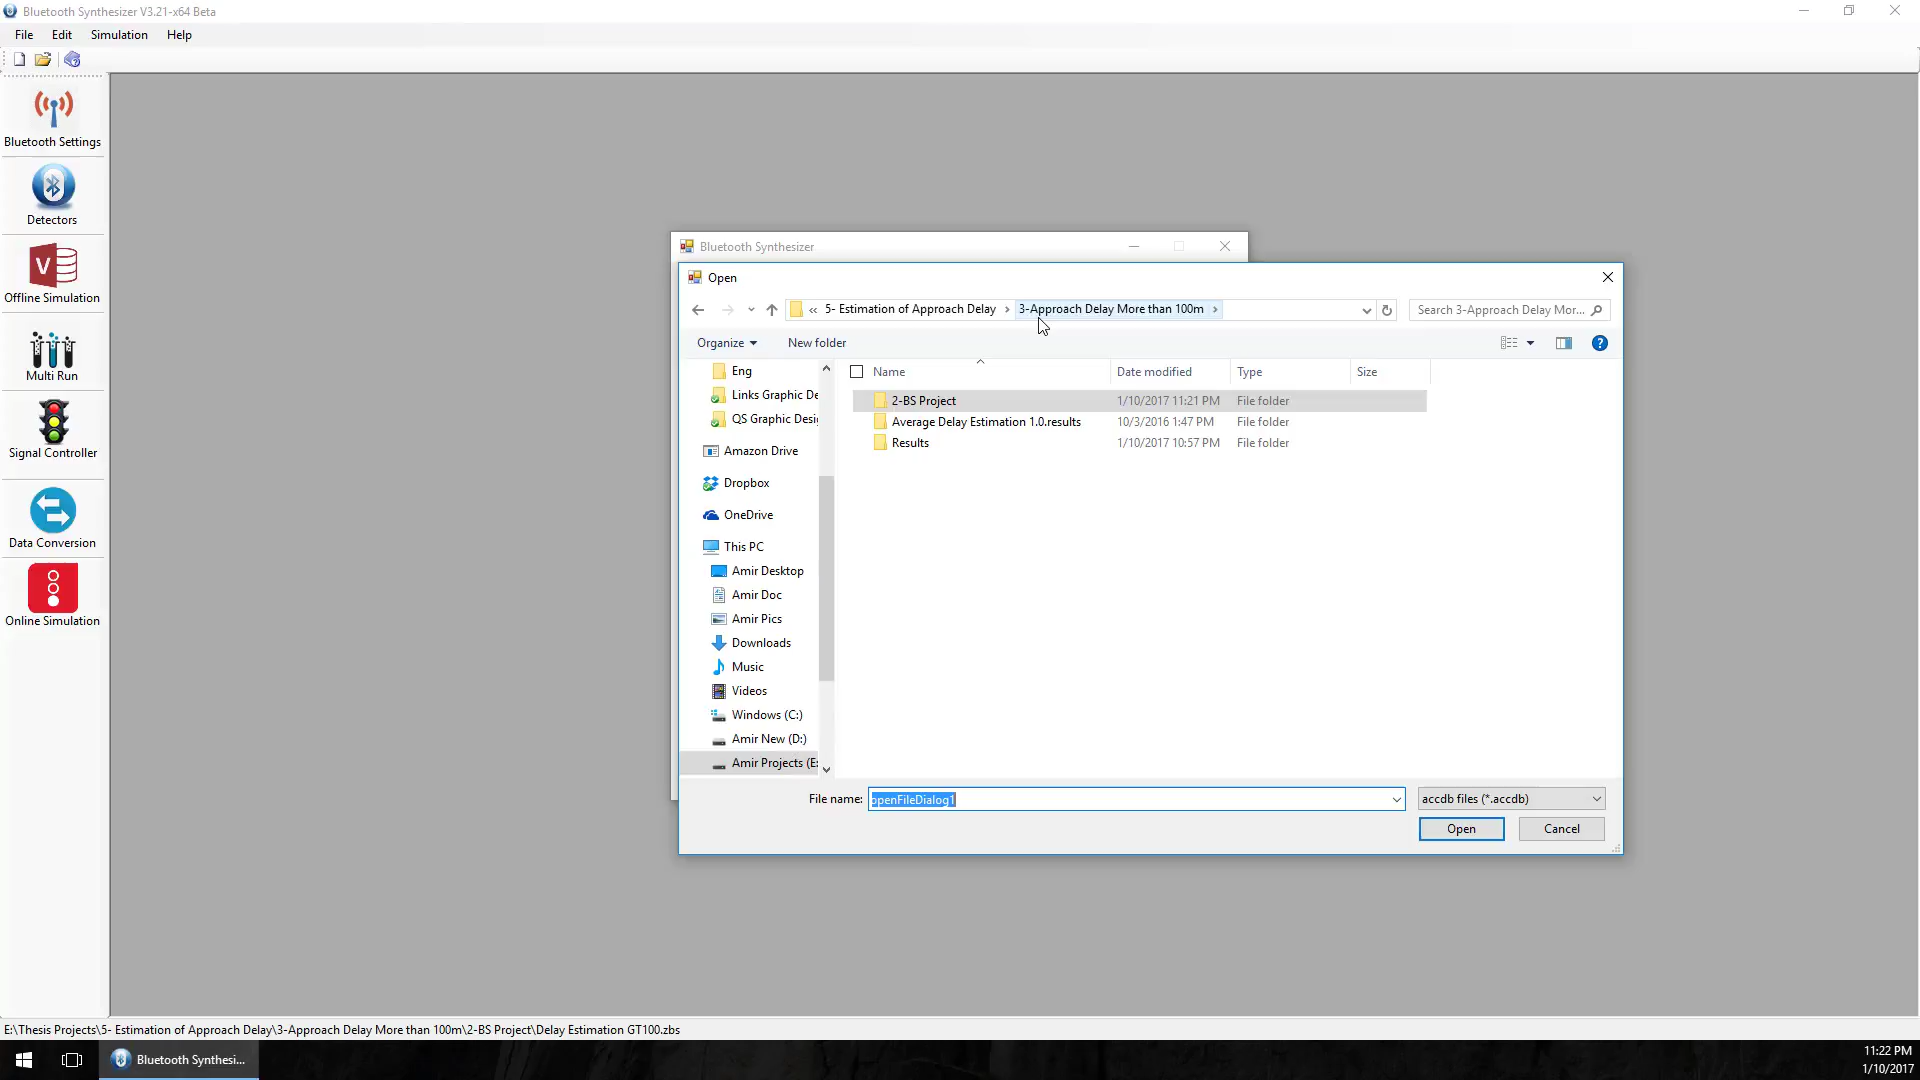 Bluetooth Synthesizer V3.21-x64 Beta
File Edit Simulation Help
Bluetooth Settings
Detectors
Offline Simulation
Multi Run
Signal Controller
Data Conversion
Online Simulation
Bluetooth Synthesizer
Open
« 5- Estimation of Approach Delay › 3-Approach Delay More than 100m ›
Search 3-Approach Delay Mor...
Organize New folder
Eng
Links Graphic De
QS Graphic Desi
Amazon Drive
Dropbox
OneDrive
This PC
Amir Desktop
Amir Doc
Amir Pics
Downloads
Music
Videos
Windows (C:)
Amir New (D:)
Amir Projects (E:
Name Date modified Type Size
2-BS Project 1/10/2017 11:21 PM File folder
Average Delay Estimation 1.0.results 10/3/2016 1:47 PM File folder
Results 1/10/2017 10:57 PM File folder
File name: openFileDialog1 accdb files (*.accdb)
Open Cancel
E:\Thesis Projects\5- Estimation of Approach Delay\3-Approach Delay More than 100m\2-BS Project\Delay Estimation GT100.zbs
Bluetooth Synthesi...
11:22 PM
1/10/2017